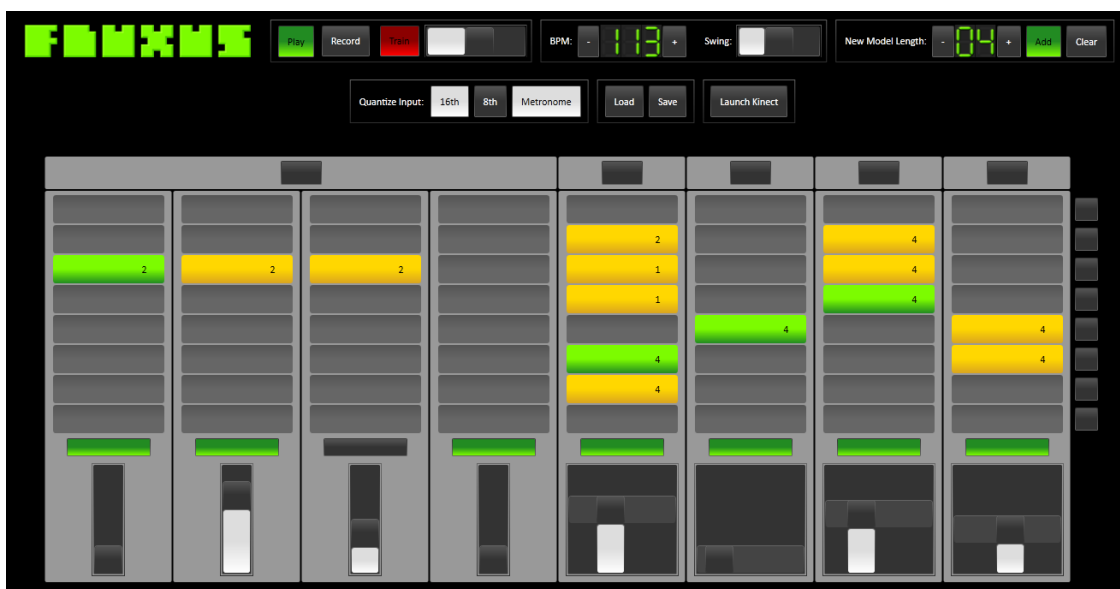 FLUXUS Play Record Train BPM: - 113 + Swing: New Model Length: - 04 + Add Clear
Quantize Input: 16th 8th Metronome Load Save Launch Kinect
2 4
2 2 2 1 4
1 4
4 4
4 4
4